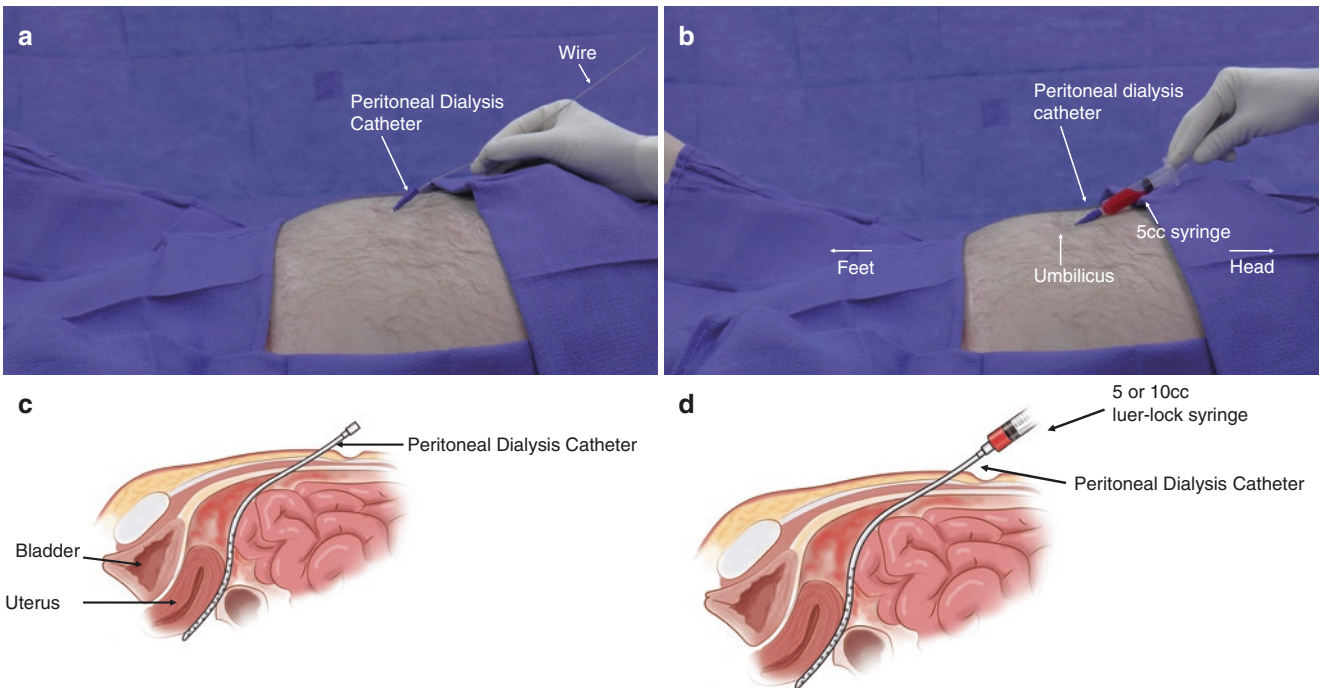 a
Wire
Peritoneal Dialysis
Catheter
b
Peritoneal dialysis
catheter
5cc syringe
Feet
Umbilicus
Head
c
Peritoneal Dialysis Catheter
Bladder
Uterus
d
5 or 10cc
luer-lock syringe
Peritoneal Dialysis Catheter